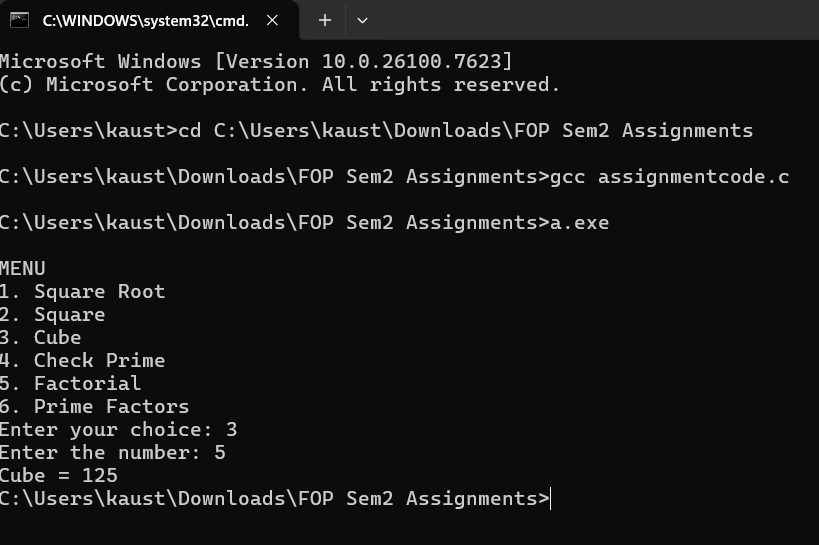 C:\WINDOWS\system32\cmd.
Microsoft Windows [Version 10.0.26100.7623]
(c) Microsoft Corporation. All rights reserved.
C:\Users\kaust>cd C:\Users\kaust\Downloads\FOP Sem2 Assignments
C:\Users\kaust\Downloads\FOP Sem2 Assignments>gcc assignmentcode.c
C:\Users\kaust\Downloads\FOP Sem2 Assignments>a.exe
MENU
1. Square Root
2. Square
3. Cube
4. Check Prime
5. Factorial
6. Prime Factors
Enter your choice: 3
Enter the number: 5
Cube = 125
C:\Users\kaust\Downloads\FOP Sem2 Assignments>